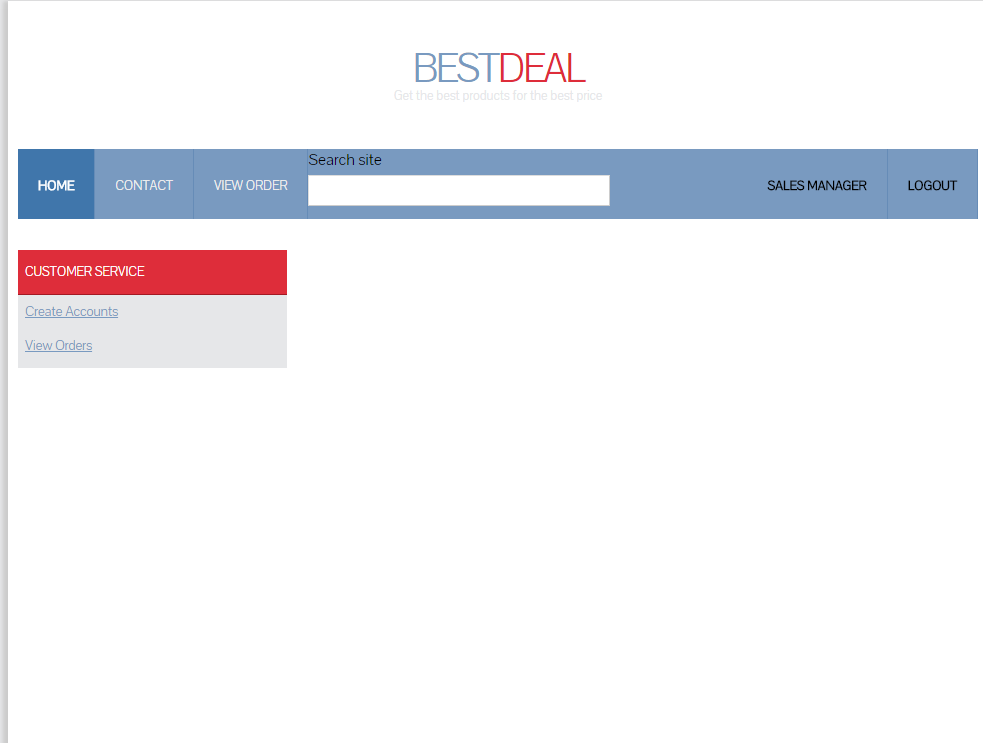 BESTDEAL
Get the best products for the best price
HOME CONTACT VIEW ORDER Search site SALES MANAGER LOGOUT
CUSTOMER SERVICE
Create Accounts
View Orders